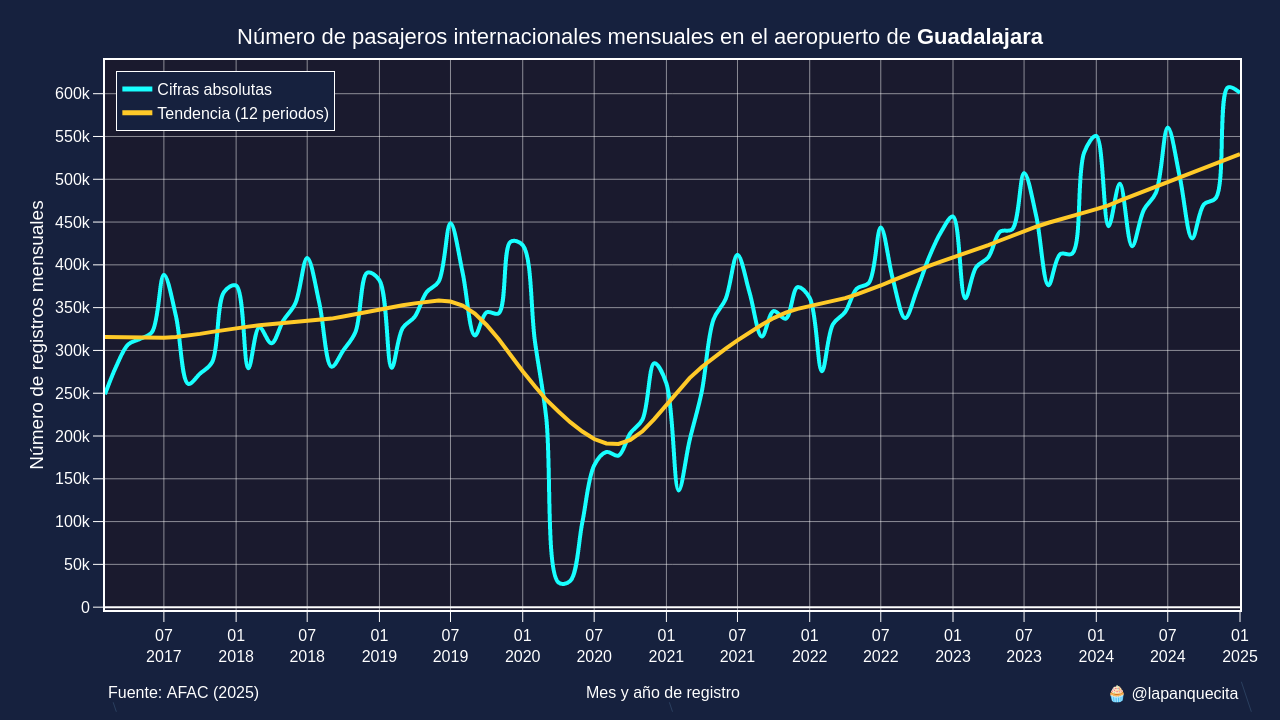 Número de pasajeros internacionales mensuales en el aeropuerto de Guadalajara
Cifras absolutas
Tendencia (12 periodos)
Número de registros mensuales
600k
550k
500k
450k
400k
350k
300k
250k
200k
150k
100k
50k
0
07 01 07 01 07 01 07 01 07 01 07 01 07 01 07 01
2017 2018 2018 2019 2019 2020 2020 2021 2021 2022 2022 2023 2023 2024 2024 2025
Fuente: AFAC (2025)
Mes y año de registro
🧁 @lapanquecita